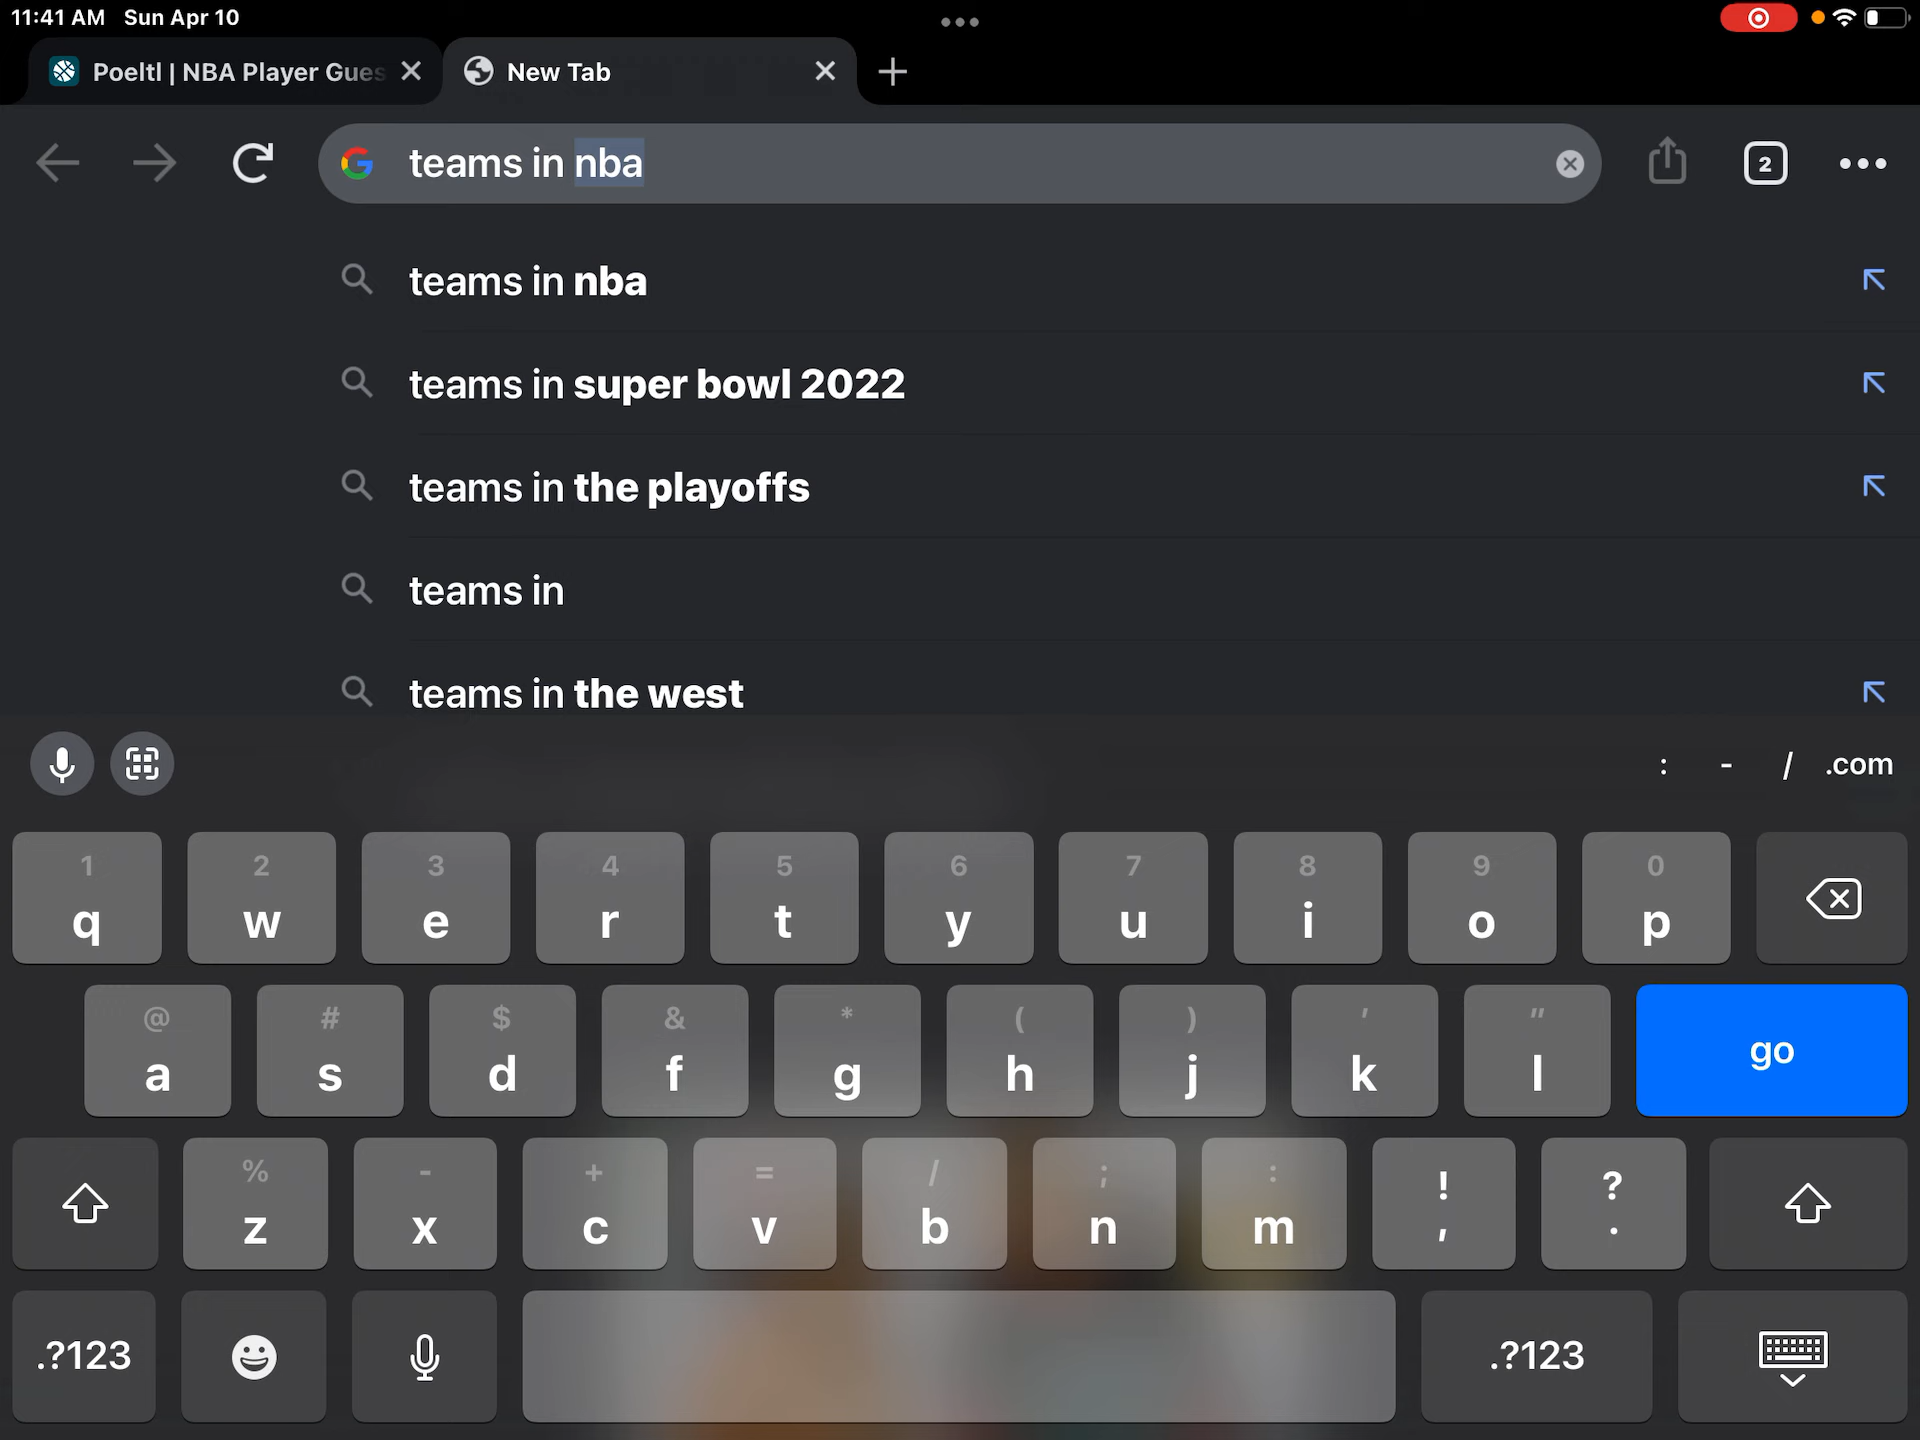 11:41 AM Sun Apr 10
Poeltl | NBA Player Gues
New Tab
teams in nba
2
teams in nba
teams in super bowl 2022
teams in the playoffs
teams in
teams in the west
: - / .com
1 2 3 4 5 6 7 8 9 0
q w e r t y u i o p
@ # $ & * ( ) ' "
a s d f g h j k l go
% - + = / ; : ! ?
z x c v b n m , .
.?123 .?123